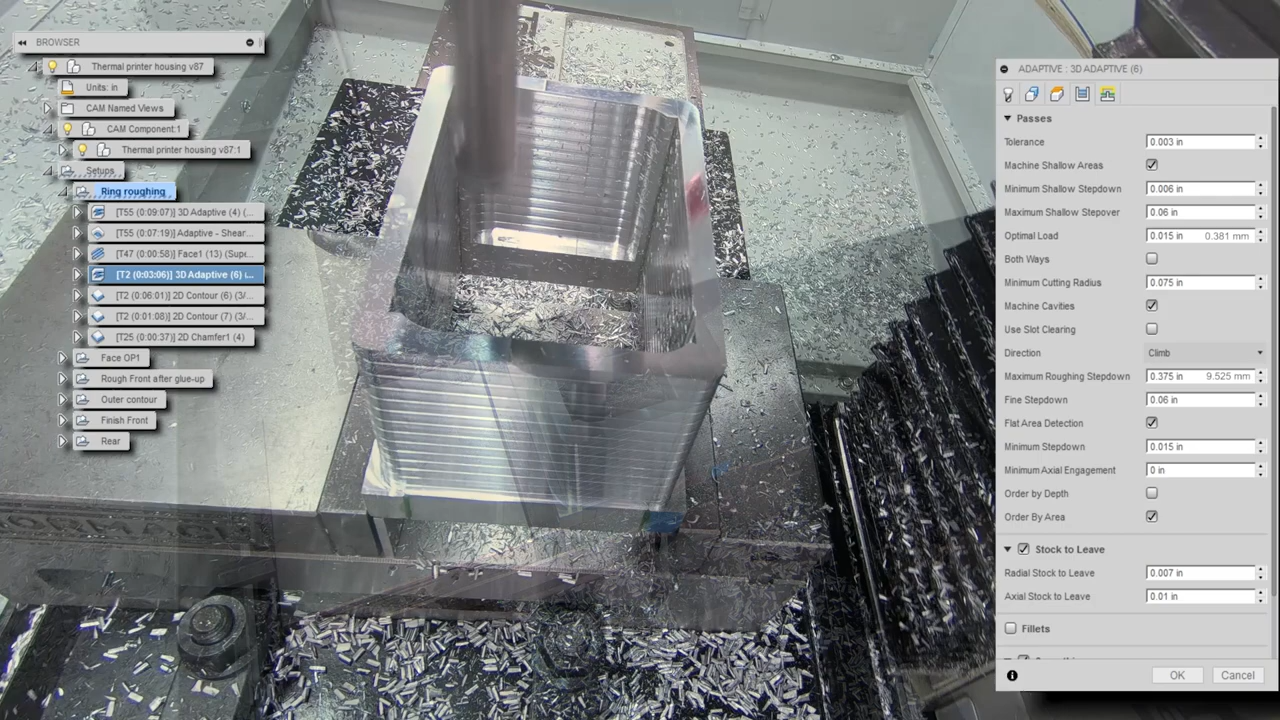 BROWSER
Thermal printer housing v87
Units: in
CAM Named Views
CAM Component:1
Thermal printer housing v87:1
Setups
Ring roughing
[T55 (0:09:07)] 3D Adaptive (4) (...
[T55 (0:07:19)] Adaptive - Shear...
[T47 (0:00:58)] Face1 (13) (Supr...
[T2 (0:03:06)] 3D Adaptive (6) (...
[T2 (0:06:01)] 2D Contour (6) (3/...
[T2 (0:01:08)] 2D Contour (7) (3/...
[T25 (0:00:37)] 2D Chamfer1 (4)
Face OP1
Rough Front after glue-up
Outer contour
Finish Front
Rear
ADAPTIVE : 3D ADAPTIVE (6)
Passes
Tolerance 0.003 in
Machine Shallow Areas
Minimum Shallow Stepdown 0.006 in
Maximum Shallow Stepover 0.06 in
Optimal Load 0.015 in 0.381 mm
Both Ways
Minimum Cutting Radius 0.075 in
Machine Cavities
Use Slot Clearing
Direction Climb
Maximum Roughing Stepdown 0.375 in 9.525 mm
Fine Stepdown 0.06 in
Flat Area Detection
Minimum Stepdown 0.015 in
Minimum Axial Engagement 0 in
Order by Depth
Order By Area
Stock to Leave
Radial Stock to Leave 0.007 in
Axial Stock to Leave 0.01 in
Fillets
OK Cancel